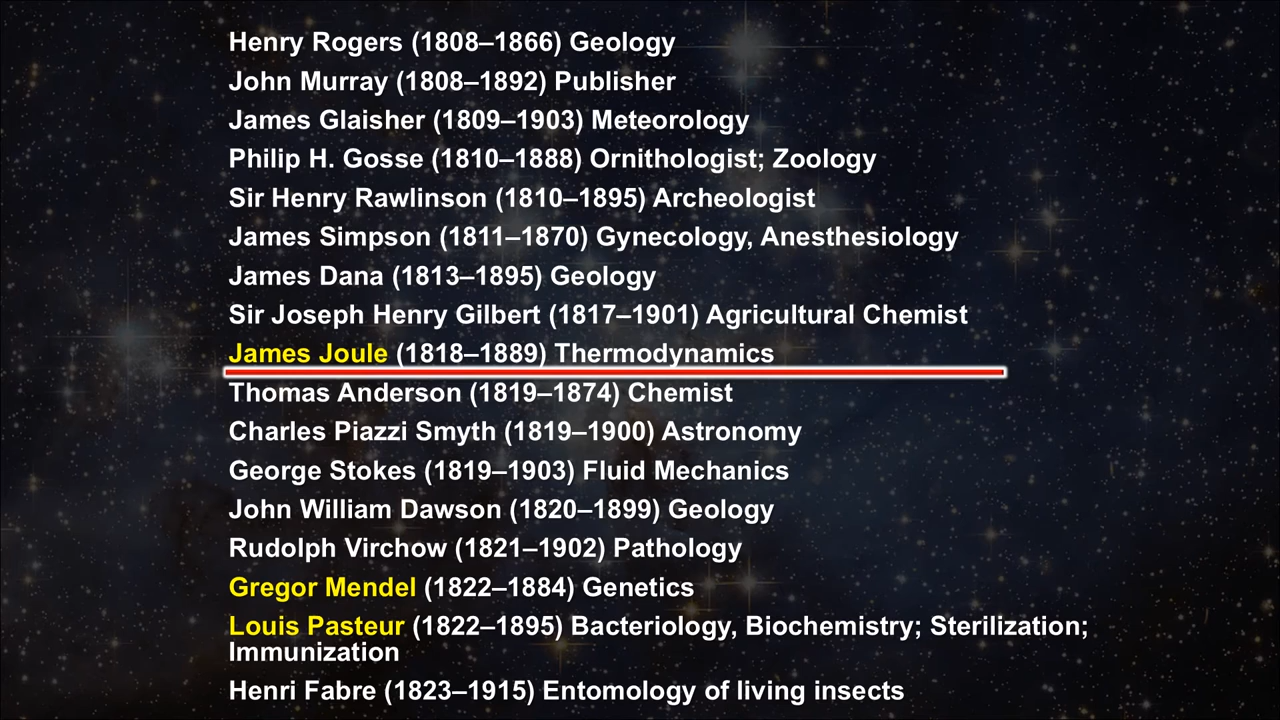 Henry Rogers (1808–1866) Geology
John Murray (1808–1892) Publisher
James Glaisher (1809–1903) Meteorology
Philip H. Gosse (1810–1888) Ornithologist; Zoology
Sir Henry Rawlinson (1810–1895) Archeologist
James Simpson (1811–1870) Gynecology, Anesthesiology
James Dana (1813–1895) Geology
Sir Joseph Henry Gilbert (1817–1901) Agricultural Chemist
James Joule (1818–1889) Thermodynamics
Thomas Anderson (1819–1874) Chemist
Charles Piazzi Smyth (1819–1900) Astronomy
George Stokes (1819–1903) Fluid Mechanics
John William Dawson (1820–1899) Geology
Rudolph Virchow (1821–1902) Pathology
Gregor Mendel (1822–1884) Genetics
Louis Pasteur (1822–1895) Bacteriology, Biochemistry; Sterilization;
Immunization
Henri Fabre (1823–1915) Entomology of living insects